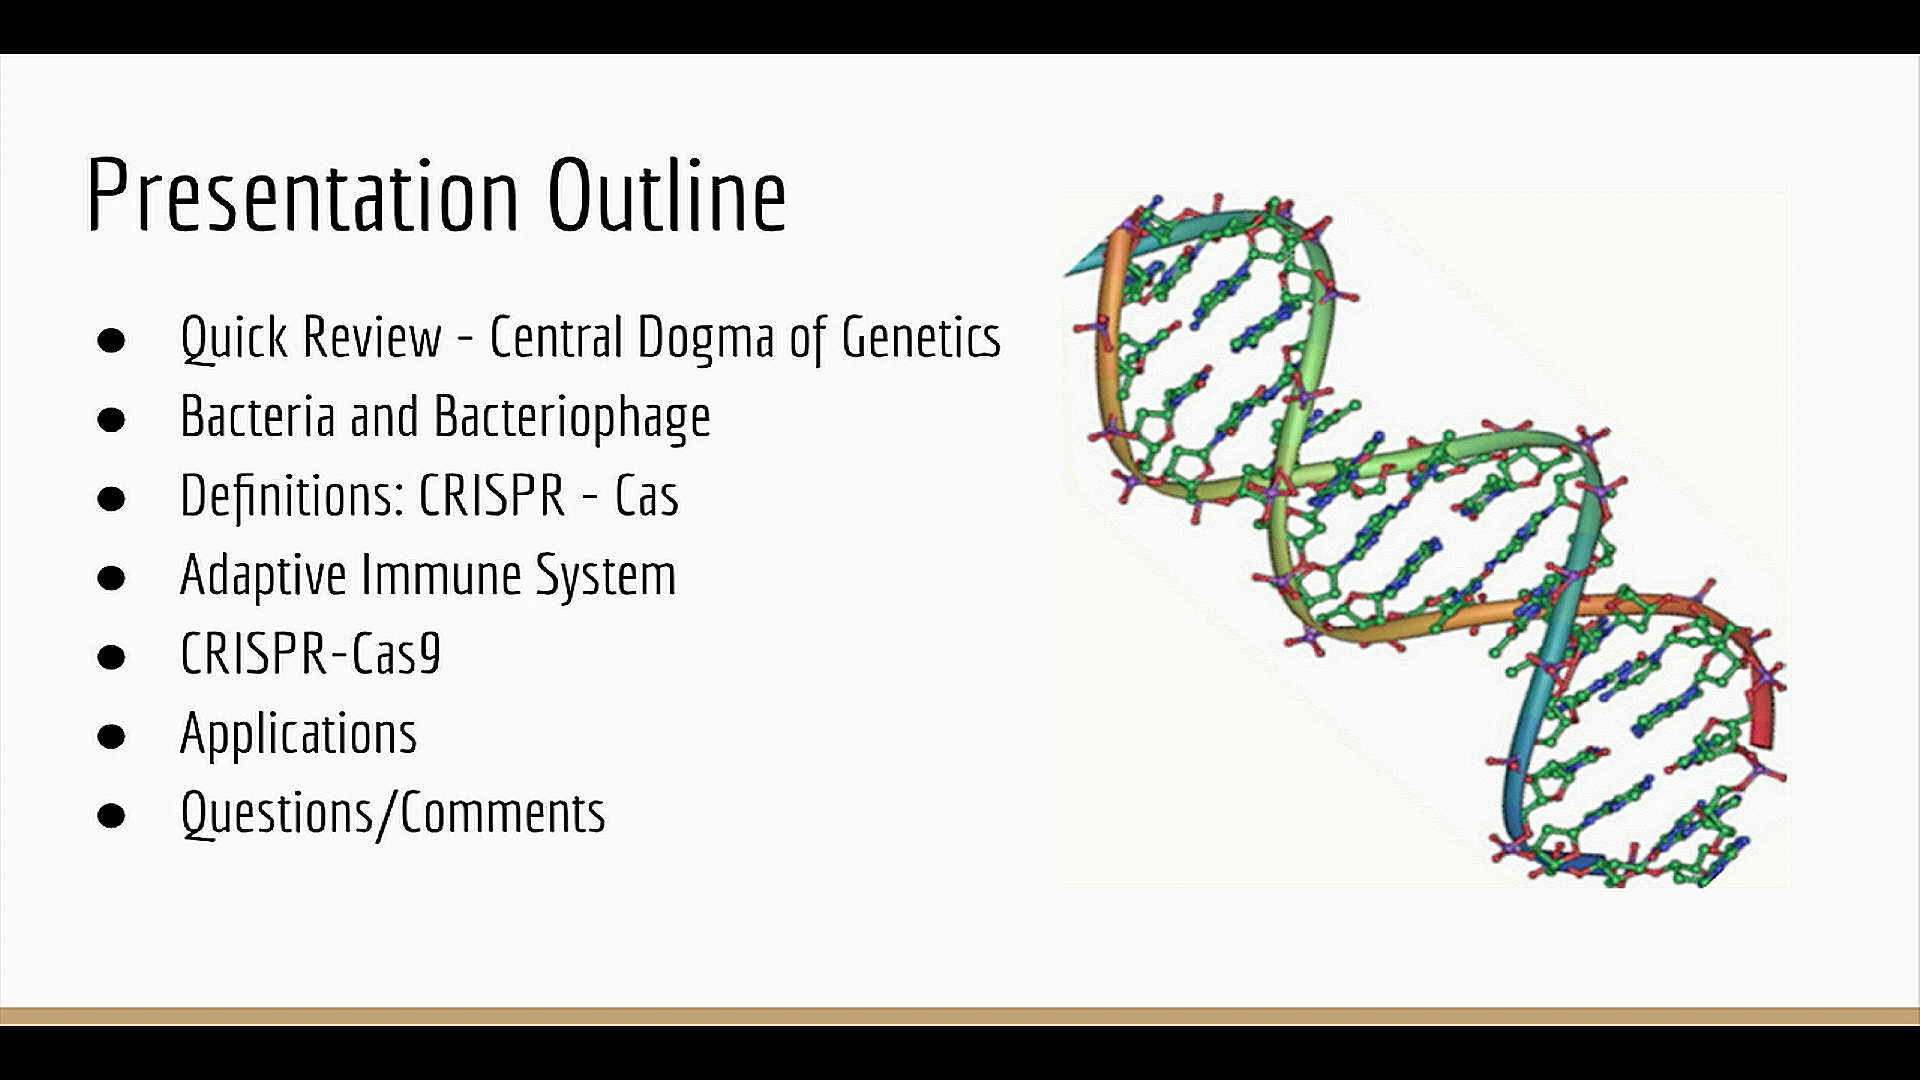 Presentation Outline
● Quick Review - Central Dogma of Genetics
● Bacteria and Bacteriophage
● Definitions: CRISPR - Cas
● Adaptive Immune System
● CRISPR-Cas9
● Applications
● Questions/Comments